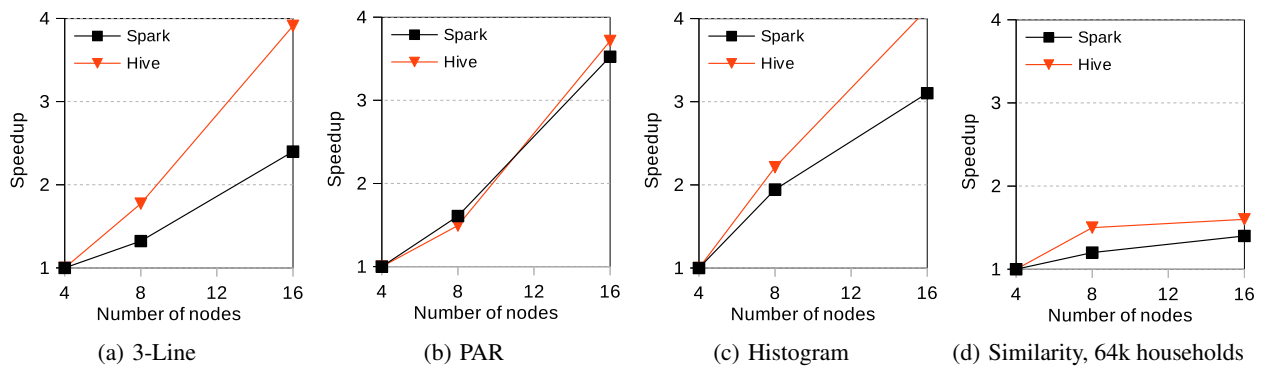 4
3
2
1
Speedup
Spark
Hive
4 8 12 16
Number of nodes
(a) 3-Line
4
3
2
1
Speedup
Spark
Hive
4 8 12 16
Number of nodes
(b) PAR
4
3
2
1
Speedup
Spark
Hive
4 8 12 16
Number of nodes
(c) Histogram
4
3
2
1
Speedup
Spark
Hive
4 8 12 16
Number of nodes
(d) Similarity, 64k households